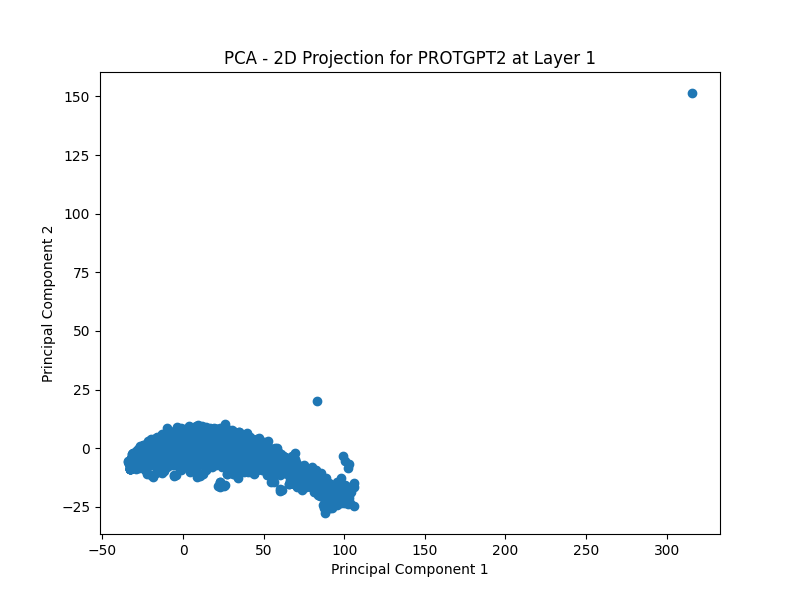 PCA - 2D Projection for PROTGPT2 at Layer 1
150
125
100
75
50
25
0
−25
Principal Component 2
−50 0 50 100 150 200 250 300
Principal Component 1